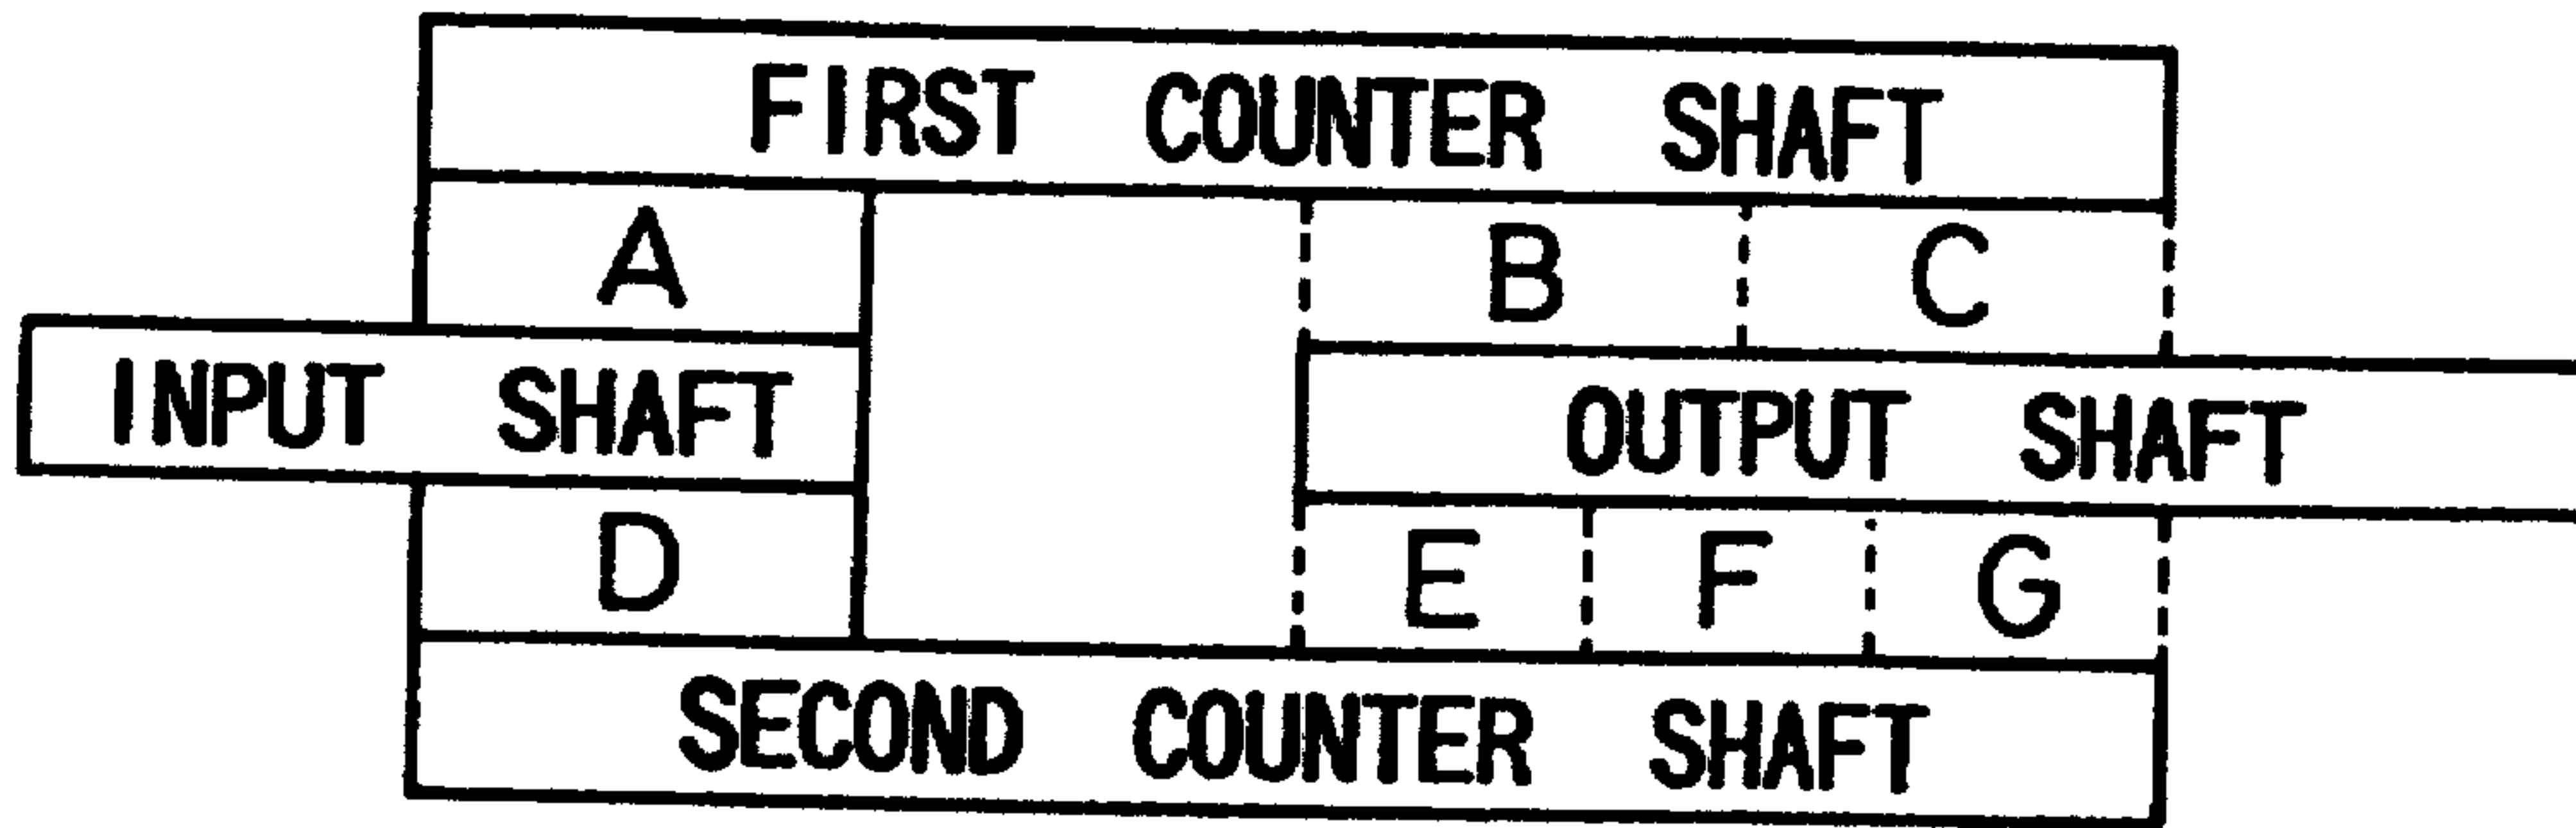 FIRST COUNTER SHAFT
A B C
INPUT SHAFT OUTPUT SHAFT
D E F G
SECOND COUNTER SHAFT